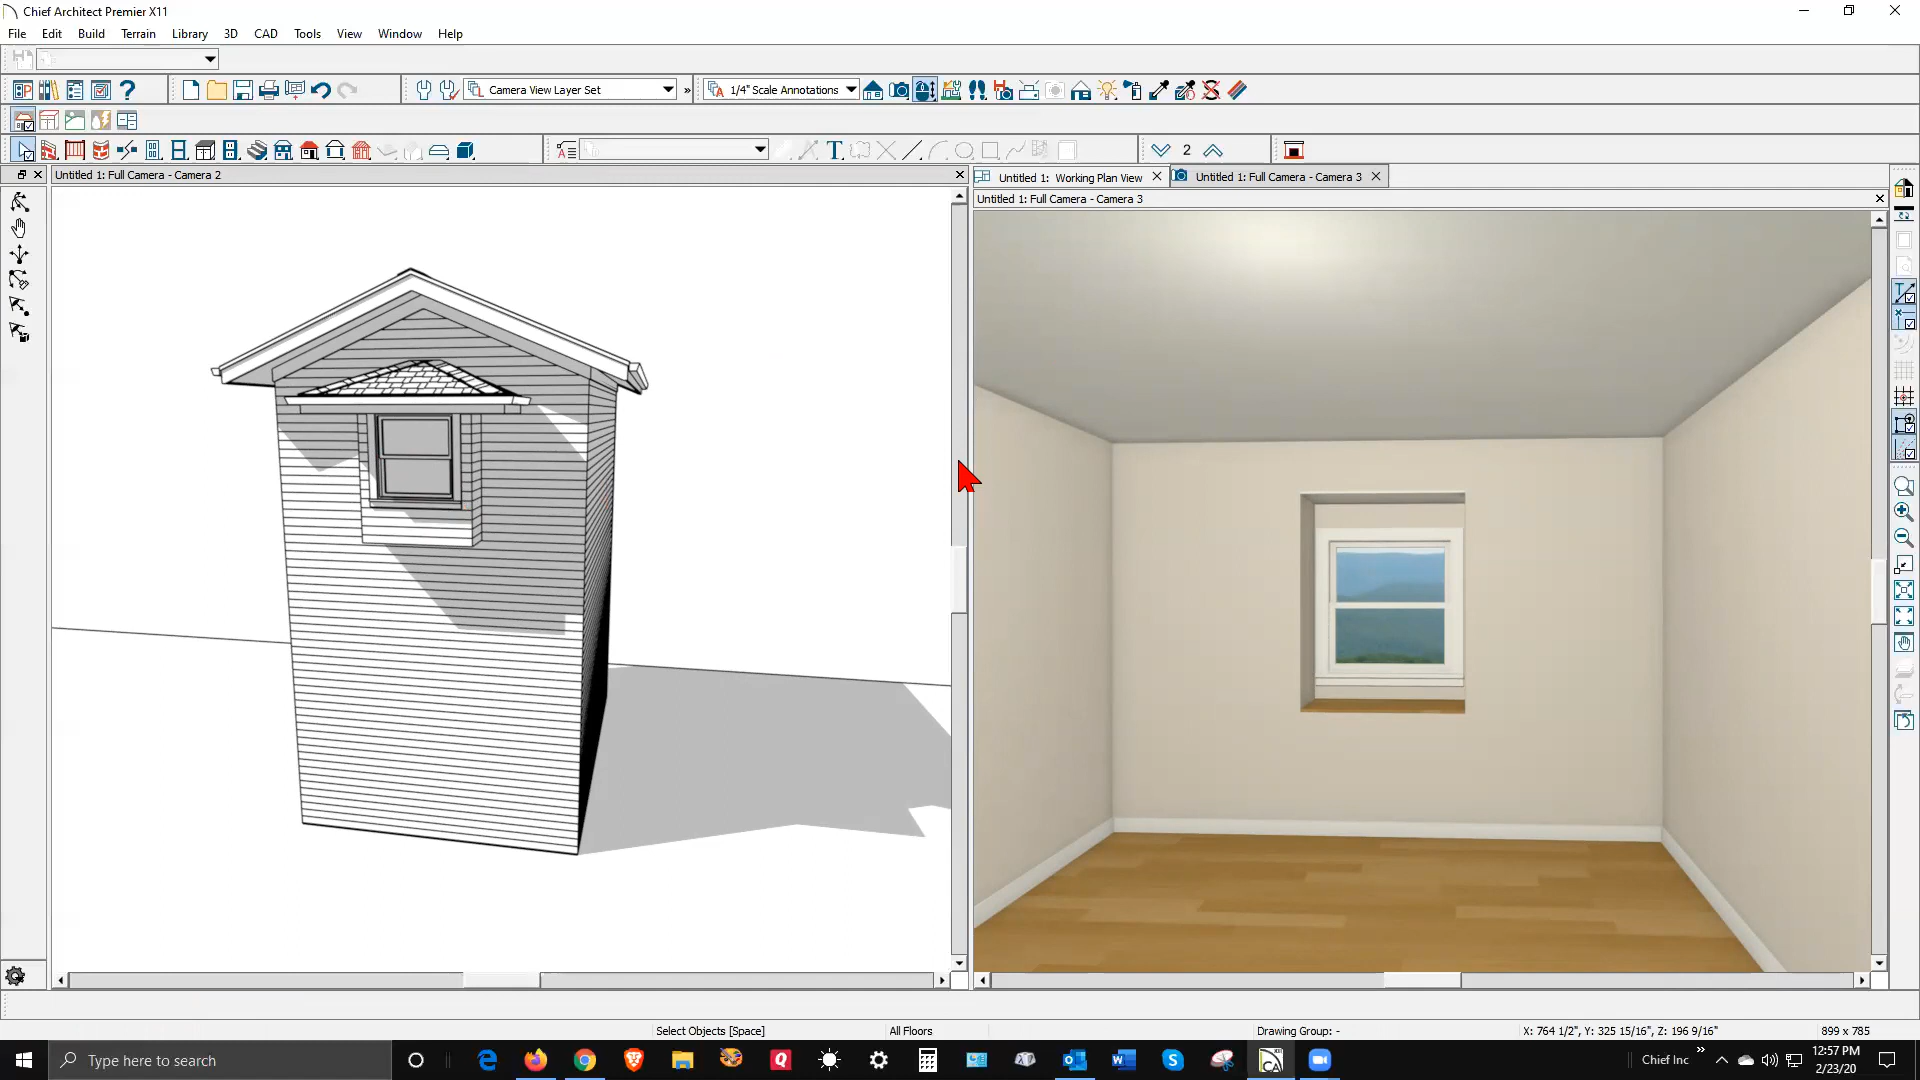 Chief Architect Premier X11
File Edit Build Terrain Library 3D CAD Tools View Window Help
Camera View Layer Set » 1/4" Scale Annotations
T 2
Untitled 1: Full Camera - Camera 2
Untitled 1: Working Plan View Untitled 1: Full Camera - Camera 3
Untitled 1: Full Camera - Camera 3
Select Objects [Space] All Floors Drawing Group: - X: 764 1/2", Y: 325 15/16", Z: 196 9/16" 899 x 785
Type here to search
Chief Inc »
12:57 PM
2/23/20